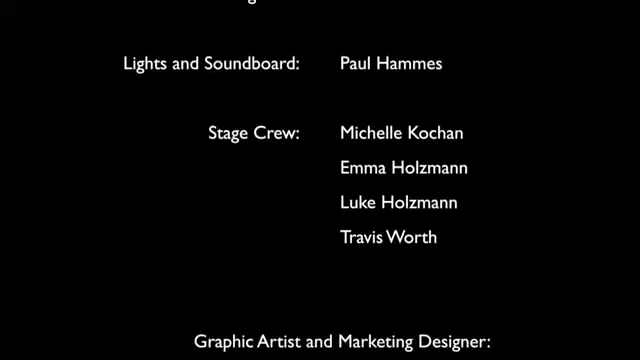 Lights and Soundboard: Paul Hammes
Stage Crew: Michelle Kochan
Emma Holzmann
Luke Holzmann
Travis Worth
Graphic Artist and Marketing Designer: